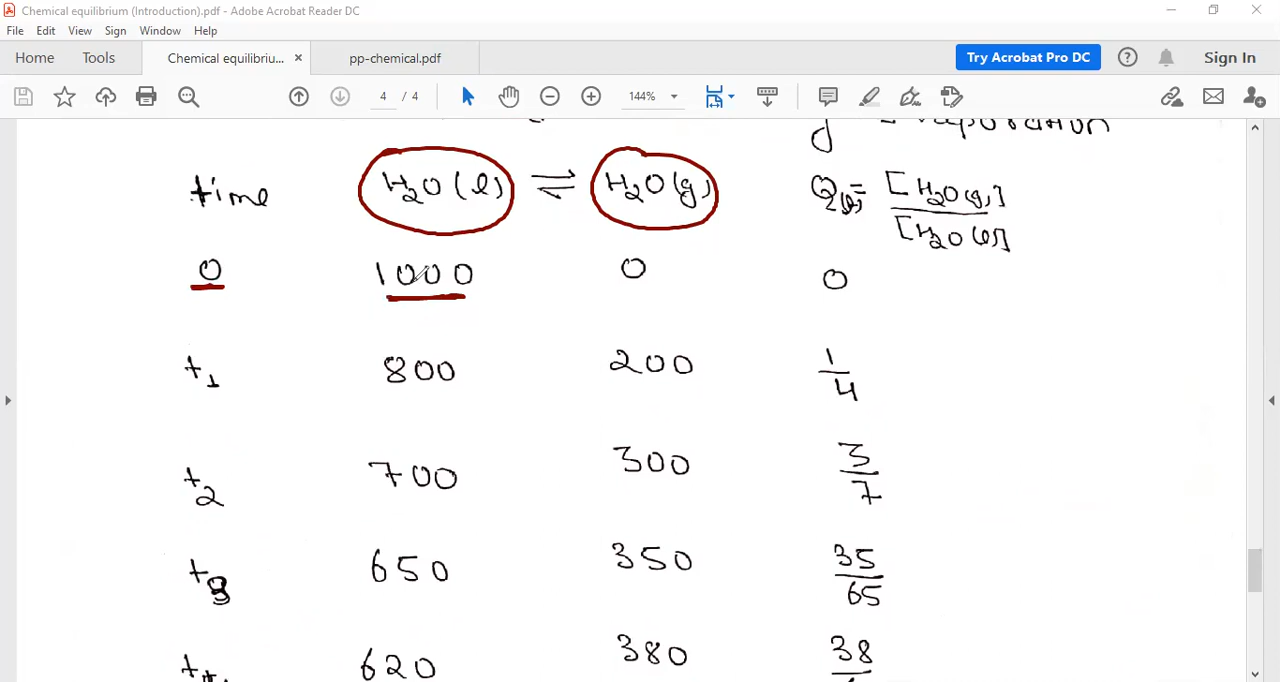 Chemical equilibrium (Introduction).pdf - Adobe Acrobat Reader DC
File Edit View Sign Window Help
Home Tools Chemical equilibriu... × pp-chemical.pdf Try Acrobat Pro DC Sign In
4 / 4 144%
time H₂O(l) ⇌ H₂O(g) Q = [H₂O(g)] / [H₂O(l)]
0 1000 0 0
t₁ 800 200 1/4
t₂ 700 300 3/7
t₃ 650 350 35/65
620 380 38